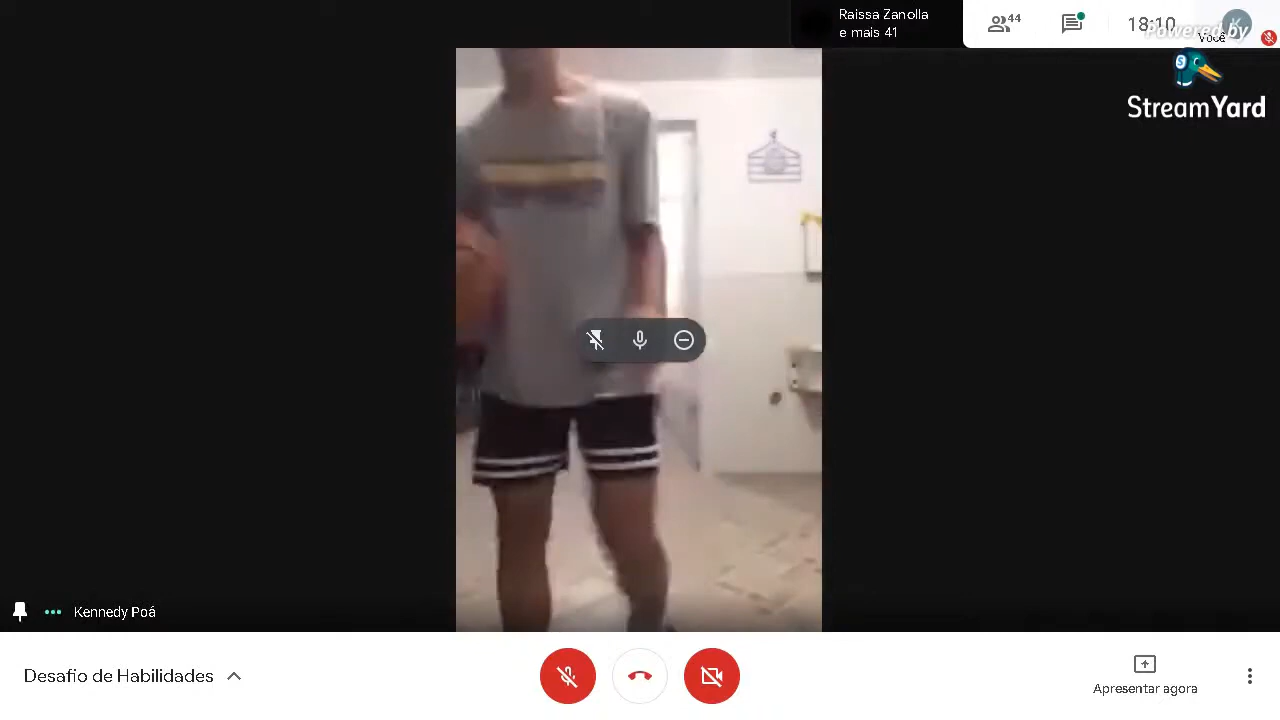 Raissa Zanolla
e mais 41
44
18:10
Você
Powered by
StreamYard
Kennedy Poá
Desafio de Habilidades
Apresentar agora